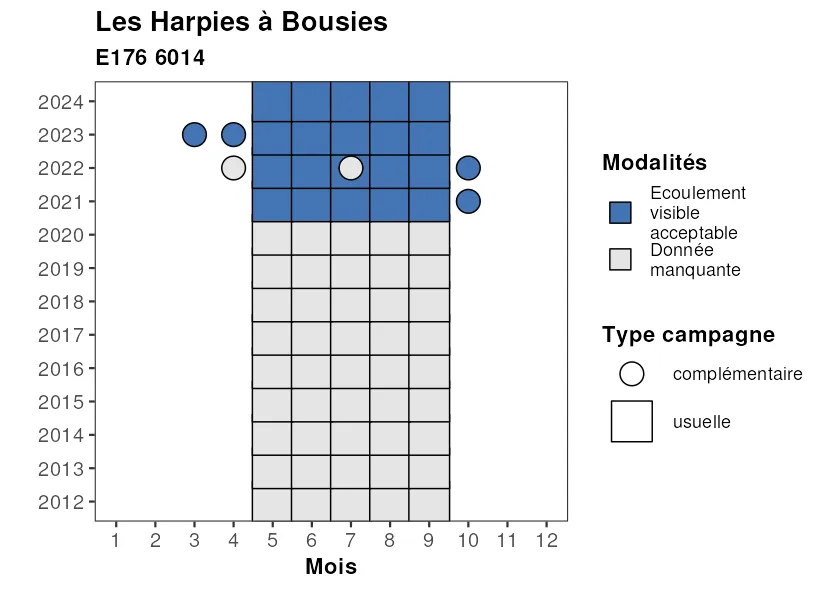 Les Harpies à Bousies
E176 6014
2024
2023
2022
2021
2020
2019
2018
2017
2016
2015
2014
2013
2012
1 2 3 4 5 6 7 8 9 10 11 12
Mois
Modalités
Ecoulement
visible
acceptable
Donnée
manquante
Type campagne
complémentaire
usuelle